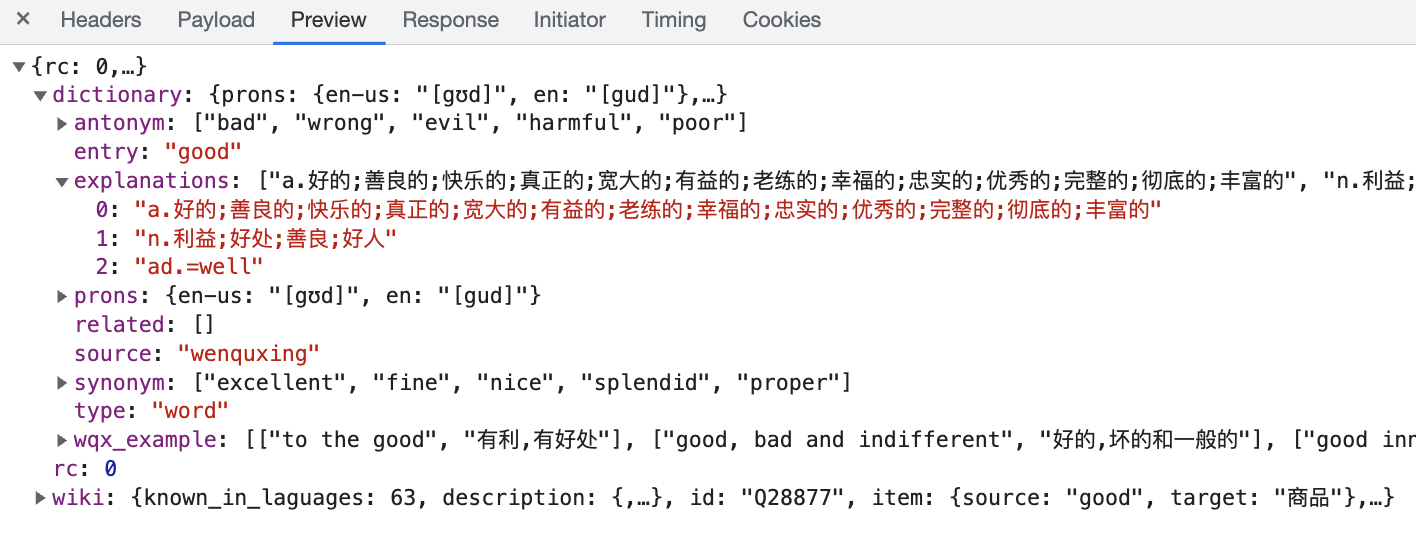 × Headers Payload Preview Response Initiator Timing Cookies
▼{rc: 0,…}
▼dictionary: {prons: {en-us: "[gʊd]", en: "[gud]"},…}
▶antonym: ["bad", "wrong", "evil", "harmful", "poor"]
entry: "good"
▼explanations: ["a.好的;善良的;快乐的;真正的;宽大的;有益的;老练的;幸福的;忠实的;优秀的;完整的;彻底的;丰富的", "n.利益;
0: "a.好的;善良的;快乐的;真正的;宽大的;有益的;老练的;幸福的;忠实的;优秀的;完整的;彻底的;丰富的"
1: "n.利益;好处;善良;好人"
2: "ad.=well"
▶prons: {en-us: "[gʊd]", en: "[gud]"}
related: []
source: "wenquxing"
▶synonym: ["excellent", "fine", "nice", "splendid", "proper"]
type: "word"
▶wqx_example: [["to the good", "有利,有好处"], ["good, bad and indifferent", "好的,坏的和一般的"], ["good inn
rc: 0
▶wiki: {known_in_laguages: 63, description: {,…}, id: "Q28877", item: {source: "good", target: "商品"},…}